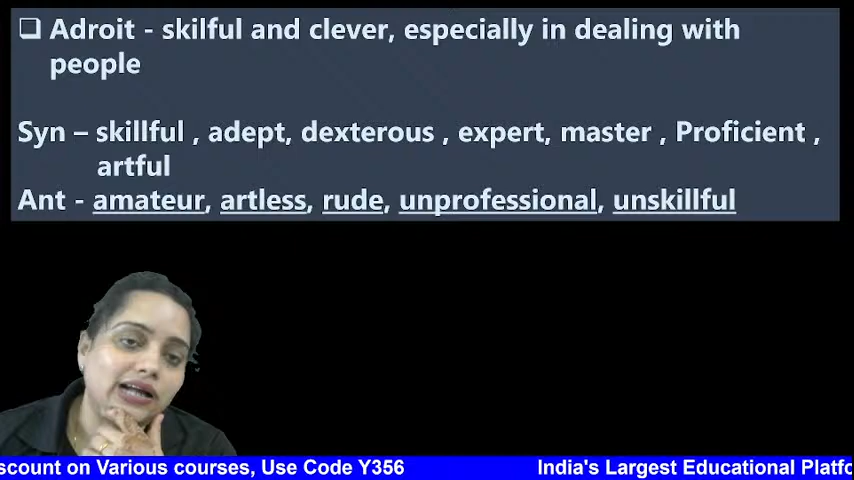 ❑ Adroit - skilful and clever, especially in dealing with
people
Syn – skillful , adept, dexterous , expert, master , Proficient ,
artful
Ant - amateur, artless, rude, unprofessional, unskillful
scount on Various courses, Use Code Y356 India's Largest Educational Platfo